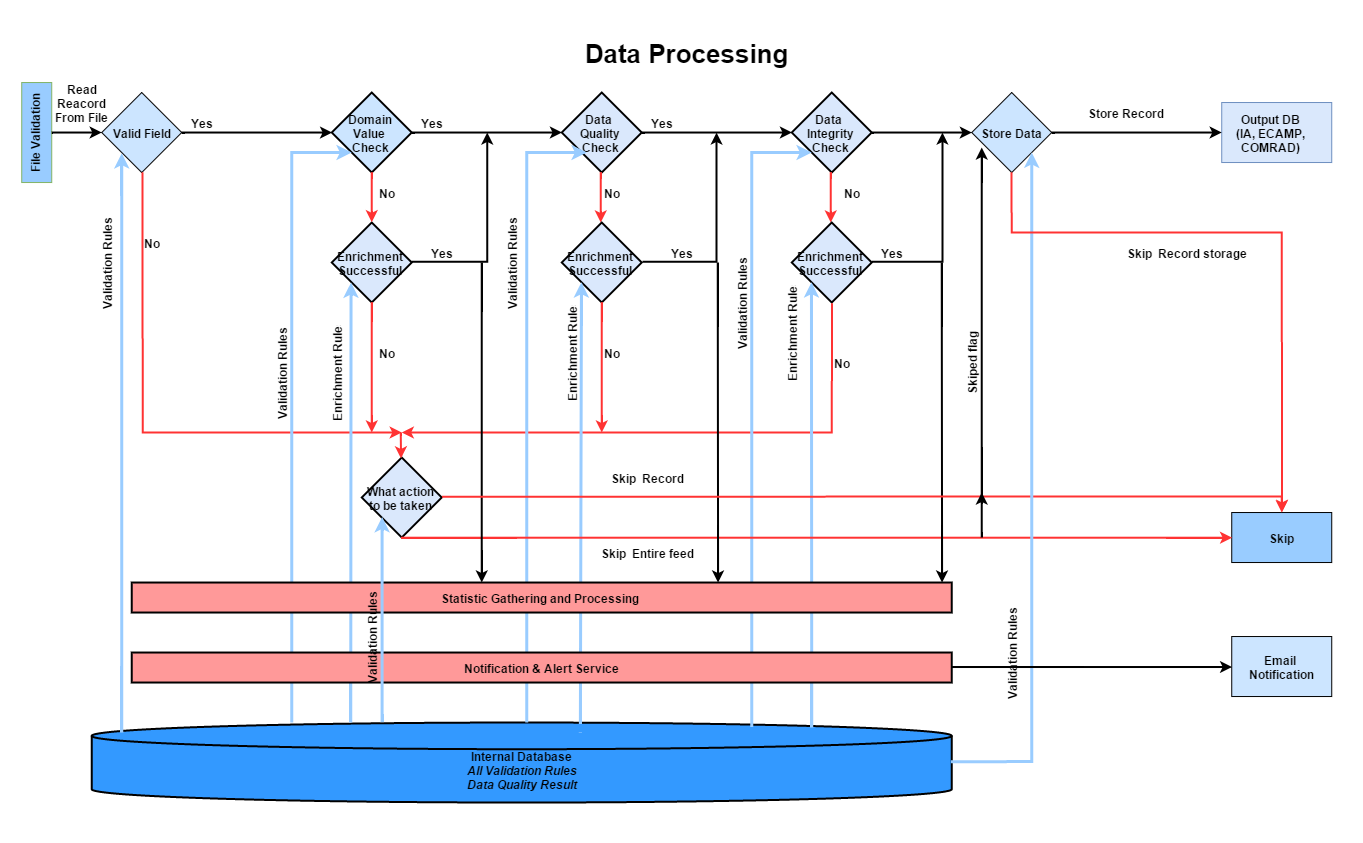 Data Processing
File Validation
Read
Reacord
From File
Valid Field
Yes
Domain
Value
Check
Yes
Data
Quality
Check
Yes
Data
Integrity
Check
Store Data
Store Record
Output DB
(IA, ECAMP,
COMRAD)
No
No
No
No
Validation Rules
Enrichment
Successful
Yes
Validation Rules
Enrichment
Successful
Yes
Validation Rules
Enrichment
Successful
Yes
Skip Record storage
Validation Rules
Enrichment Rule
No
Enrichment Rule
No
Enrichment Rule
No
Skiped flag
What action
to be taken
Skip Record
Skip Entire feed
Skip
Statistic Gathering and Processing
Validation Rules
Notification & Alert Service
Validation Rules
Email
Notification
Internal Database
All Validation Rules
Data Quality Result